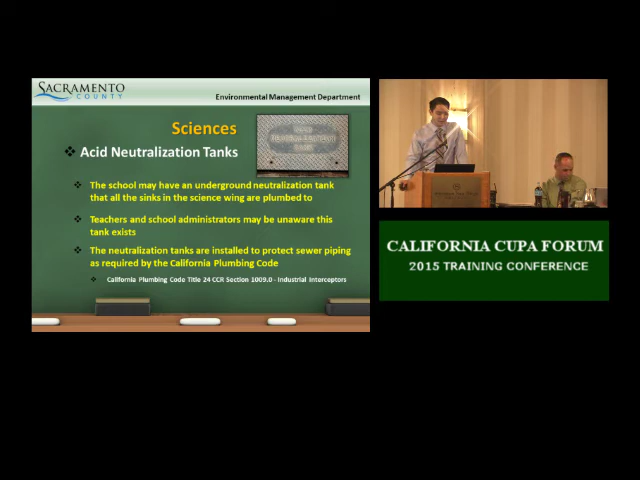 SACRAMENTO
COUNTY
Environmental Management Department
Sciences
Acid Neutralization Tanks
The school may have an underground neutralization tank
that all the sinks in the science wing are plumbed to
Teachers and school administrators may be unaware this
tank exists
The neutralization tanks are installed to protect sewer piping
as required by the California Plumbing Code
California Plumbing Code Title 24 CCR Section 1009.0 - Industrial Interceptors
CALIFORNIA CUPA FORUM
2015 TRAINING CONFERENCE